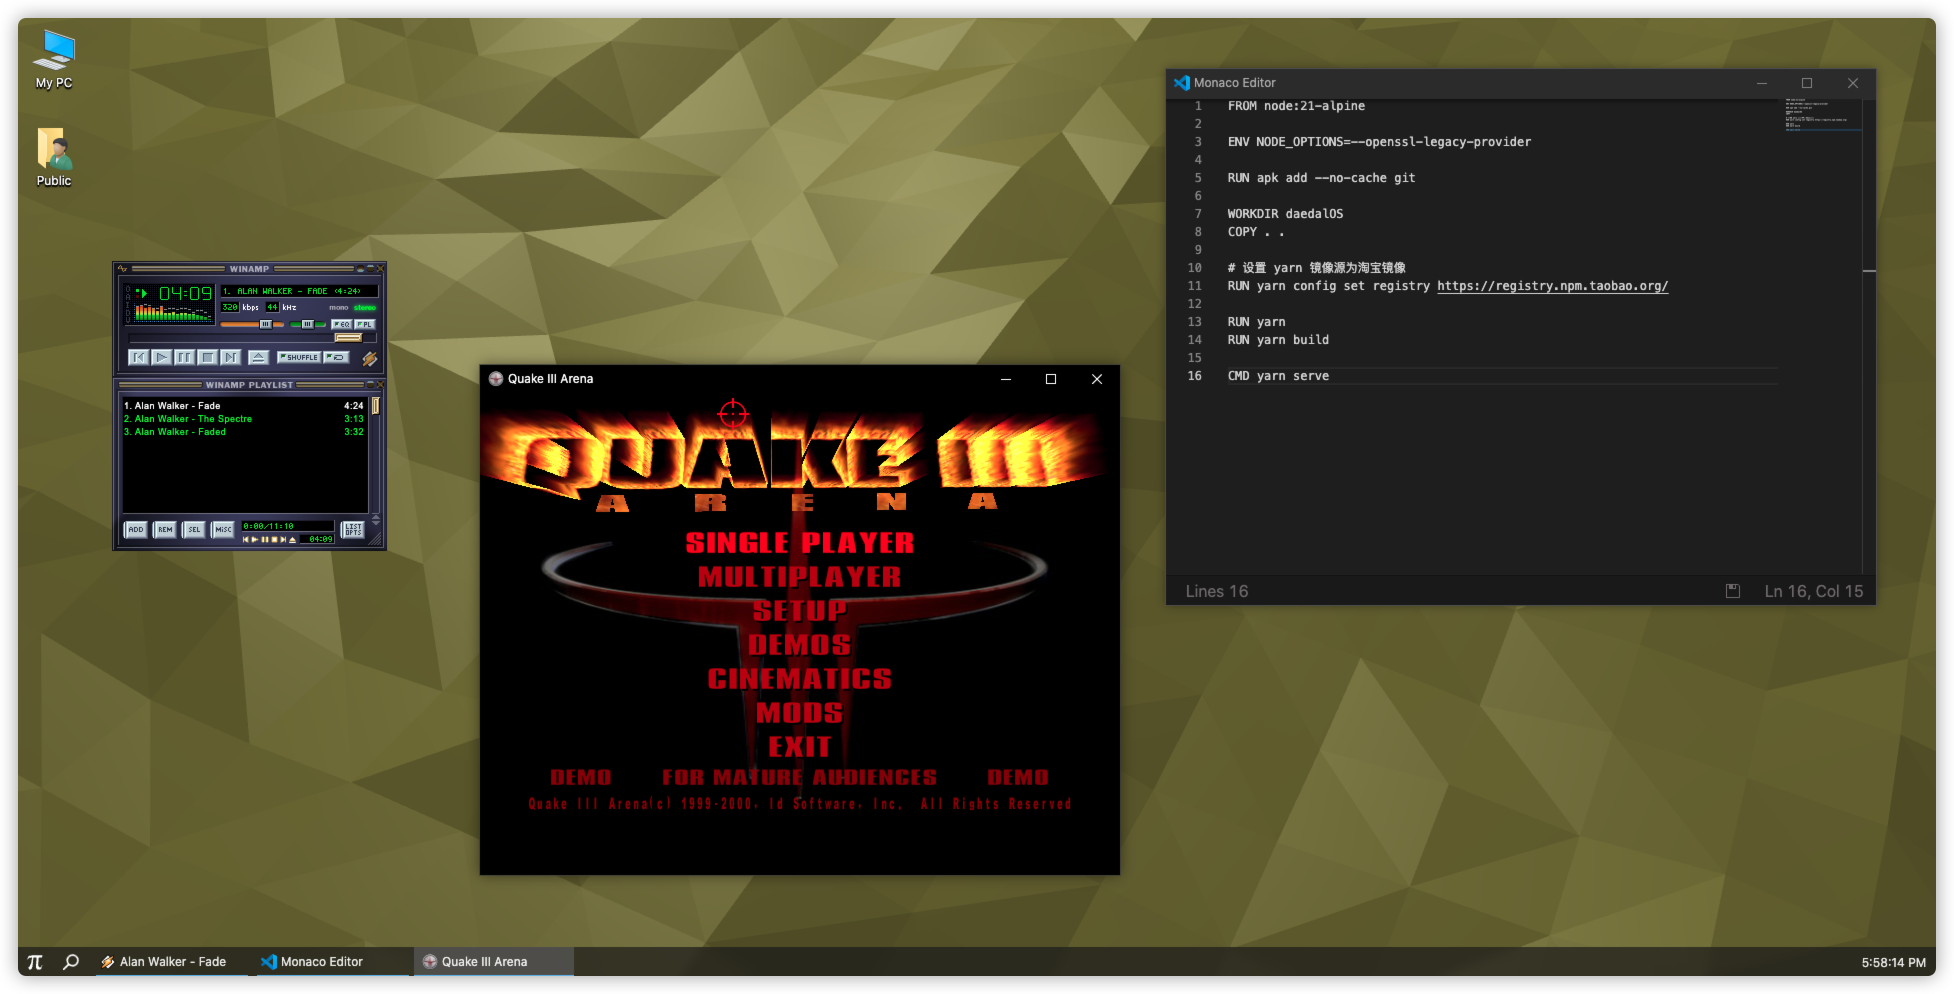 My PC
Public
WINAMP
04:09
1. ALAN WALKER - FADE (4:24)
320 kbps 44 kHz mono stereo
EQ PL
SHUFFLE
WINAMP PLAYLIST
1. Alan Walker - Fade 4:24
2. Alan Walker - The Spectre 3:13
3. Alan Walker - Faded 3:32
ADD REM SEL MISC 0:00/11:10 LIST OPTS
04:09
Quake III Arena
QUAKE III
ARENA
SINGLE PLAYER
MULTIPLAYER
SETUP
DEMOS
CINEMATICS
MODS
EXIT
DEMO FOR MATURE AUDIENCES DEMO
Quake III Arena(c) 1999-2000, Id Software, Inc. All Rights Reserved
Monaco Editor
1 FROM node:21-alpine
2
3 ENV NODE_OPTIONS=--openssl-legacy-provider
4
5 RUN apk add --no-cache git
6
7 WORKDIR daedalOS
8 COPY . .
9
10 # 设置 yarn 镜像源为淘宝镜像
11 RUN yarn config set registry https://registry.npm.taobao.org/
12
13 RUN yarn
14 RUN yarn build
15
16 CMD yarn serve
Lines 16 Ln 16, Col 15
π Alan Walker - Fade Monaco Editor Quake III Arena 5:58:14 PM